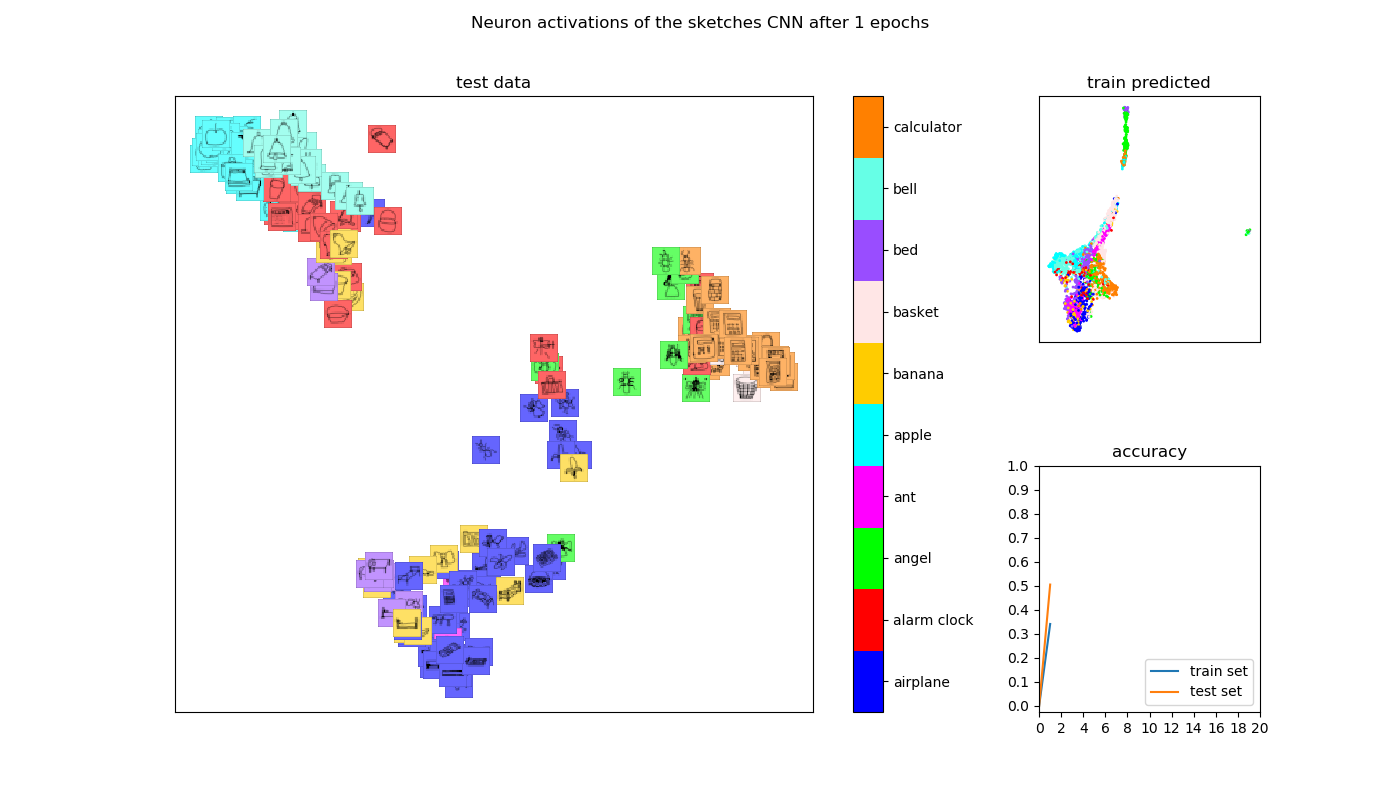 Neuron activations of the sketches CNN after 1 epochs
test data
calculator
bell
bed
basket
banana
apple
ant
angel
alarm clock
airplane
train predicted
accuracy
1.0
0.9
0.8
0.7
0.6
0.5
0.4
0.3
0.2
0.1
0.0
train set
test set
0 2 4 6 8 10 12 14 16 18 20